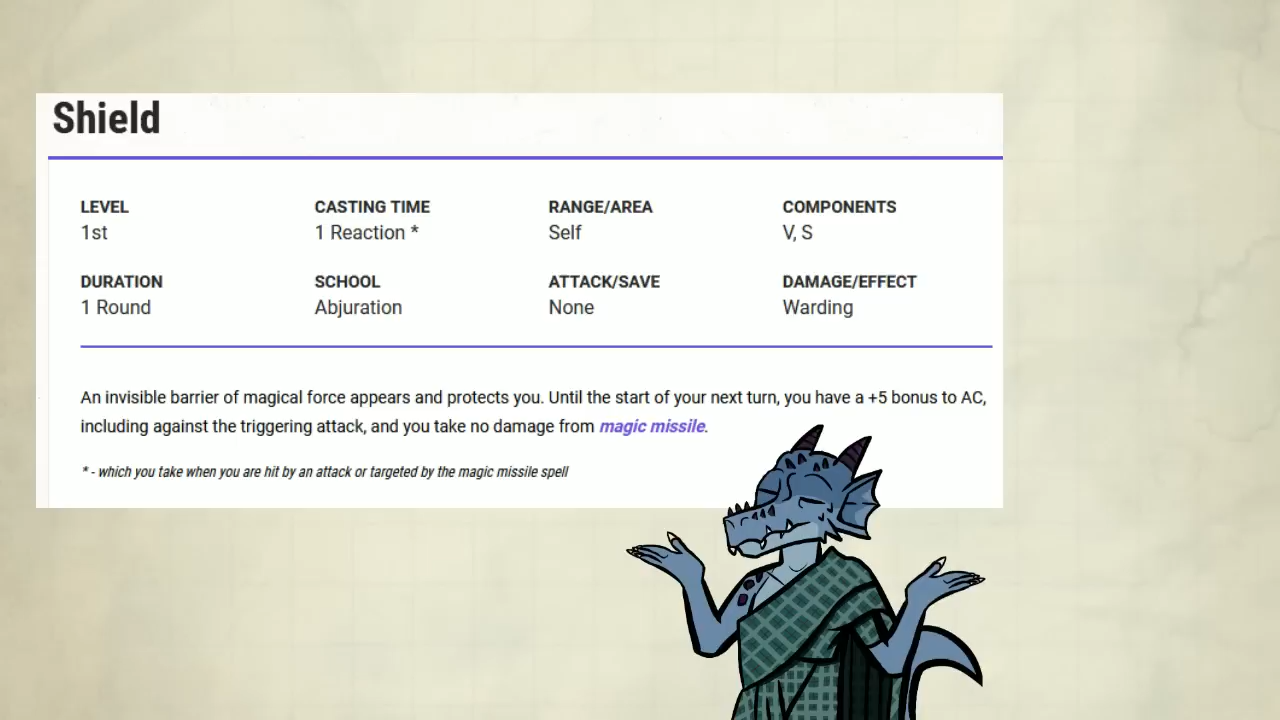 Shield
LEVEL CASTING TIME RANGE/AREA COMPONENTS
1st 1 Reaction * Self V, S
DURATION SCHOOL ATTACK/SAVE DAMAGE/EFFECT
1 Round Abjuration None Warding
An invisible barrier of magical force appears and protects you. Until the start of your next turn, you have a +5 bonus to AC,
including against the triggering attack, and you take no damage from magic missile.
* - which you take when you are hit by an attack or targeted by the magic missile spell